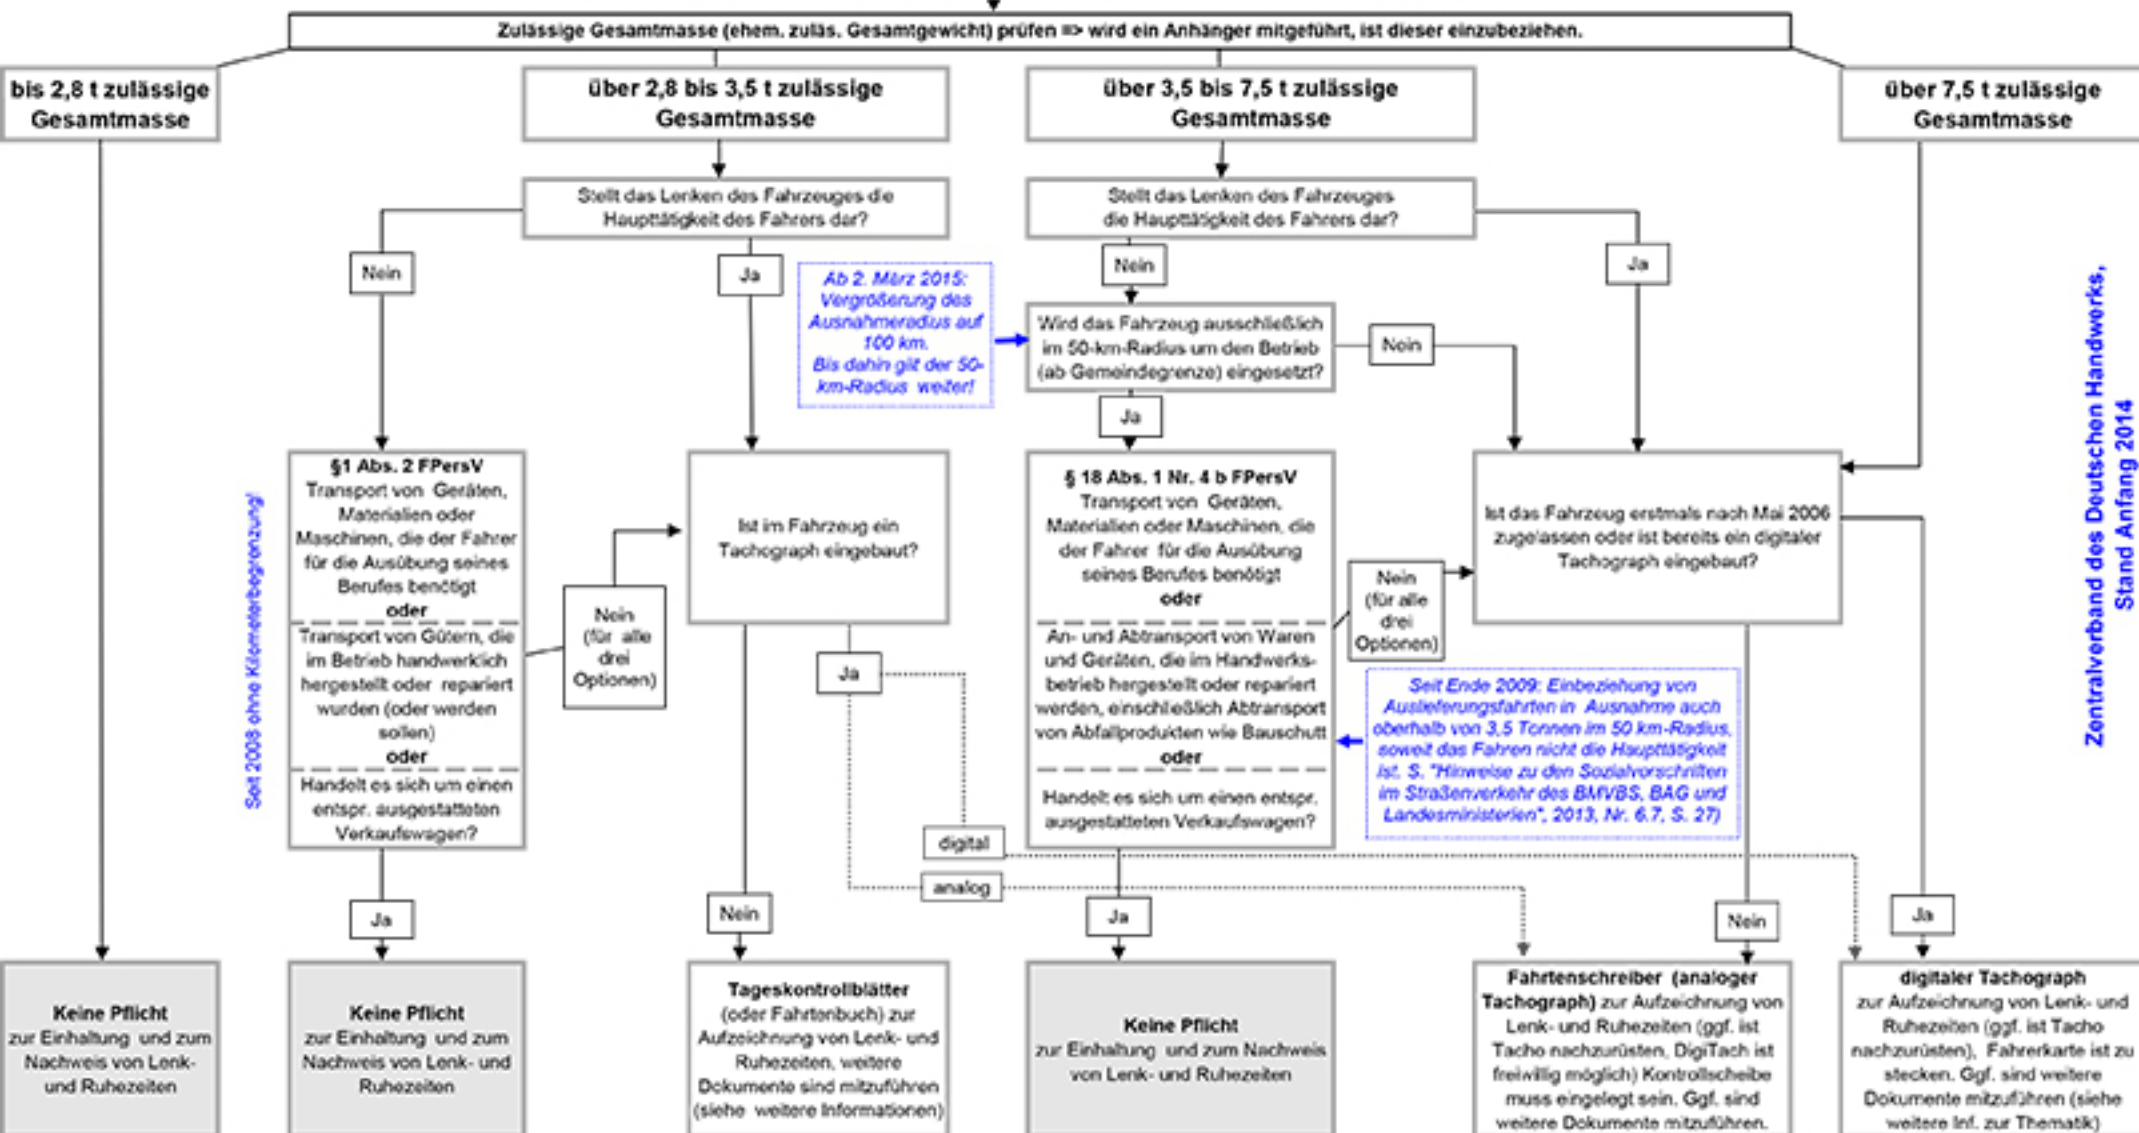 Zulässige Gesamtmasse (ehem. zuläs. Gesamtgewicht) prüfen => wird ein Anhänger mitgeführt, ist dieser einzubeziehen.
bis 2,8 t zulässige
Gesamtmasse
über 2,8 bis 3,5 t zulässige
Gesamtmasse
über 3,5 bis 7,5 t zulässige
Gesamtmasse
über 7,5 t zulässige
Gesamtmasse
Stellt das Lenken des Fahrzeuges die
Haupttätigkeit des Fahrers dar?
Stellt das Lenken des Fahrzeuges
die Haupttätigkeit des Fahrers dar?
Nein
Ja
Nein
Ja
Ab 2. März 2015:
Vergrößerung des
Ausnahmeradius auf
100 km.
Bis dahin gilt der 50-
km-Radius weiter!
Wird das Fahrzeug ausschließlich
im 50-km-Radius um den Betrieb
(ab Gemeindegrenze) eingesetzt?
Nein
Ja
Zentralverband des Deutschen Handwerks,
Stand Anfang 2014
Seit 2008 ohne Kilometerbegrenzung!
§1 Abs. 2 FPersV
Transport von Geräten,
Materialien oder
Maschinen, die der Fahrer
für die Ausübung seines
Berufes benötigt
oder
Transport von Gütern, die
im Betrieb handwerklich
hergestellt oder repariert
wurden (oder werden
sollen)
oder
Handelt es sich um einen
entspr. ausgestatteten
Verkaufswagen?
Nein
(für alle
drei
Optionen)
Ist im Fahrzeug ein
Tachograph eingebaut?
Ja
digital
analog
§ 18 Abs. 1 Nr. 4 b FPersV
Transport von Geräten,
Materialien oder Maschinen, die
der Fahrer für die Ausübung
seines Berufes benötigt
oder
An- und Abtransport von Waren
und Geräten, die im Handwerks-
betrieb hergestellt oder repariert
werden, einschließlich Abtransport
von Abfallprodukten wie Bauschutt
oder
Handelt es sich um einen entspr.
ausgestatteten Verkaufswagen?
Nein
(für alle
drei
Optionen)
Ist das Fahrzeug erstmals nach Mai 2006
zugelassen oder ist bereits ein digitaler
Tachograph eingebaut?
Seit Ende 2009: Einbeziehung von
Auslieferungsfahrten in Ausnahme auch
oberhalb von 3,5 Tonnen im 50 km-Radius,
soweit das Fahren nicht die Haupttätigkeit
ist. S. "Hinweise zu den Sozialvorschriften
im Straßenverkehr des BMVBS, BAG und
Landesministerien", 2013, Nr. 6.7, S. 27)
Ja
Nein
Ja
Nein
Ja
Keine Pflicht
zur Einhaltung und zum
Nachweis von Lenk-
und Ruhezeiten
Keine Pflicht
zur Einhaltung und zum
Nachweis von Lenk- und
Ruhezeiten
Tageskontrollblätter
(oder Fahrtenbuch) zur
Aufzeichnung von Lenk- und
Ruhezeiten, weitere
Dokumente sind mitzuführen
(siehe weitere Informationen)
Keine Pflicht
zur Einhaltung und zum Nachweis
von Lenk- und Ruhezeiten
Fahrtenschreiber (analoger
Tachograph) zur Aufzeichnung von
Lenk- und Ruhezeiten (ggf. ist
Tacho nachzurüsten, DigiTach ist
freiwillig möglich) Kontrollscheibe
muss eingelegt sein. Ggf. sind
weitere Dokumente mitzuführen.
digitaler Tachograph
zur Aufzeichnung von Lenk- und
Ruhezeiten (ggf. ist Tacho
nachzurüsten), Fahrerkarte ist zu
stecken. Ggf. sind weitere
Dokumente mitzuführen (siehe
weitere Inf. zur Thematik)